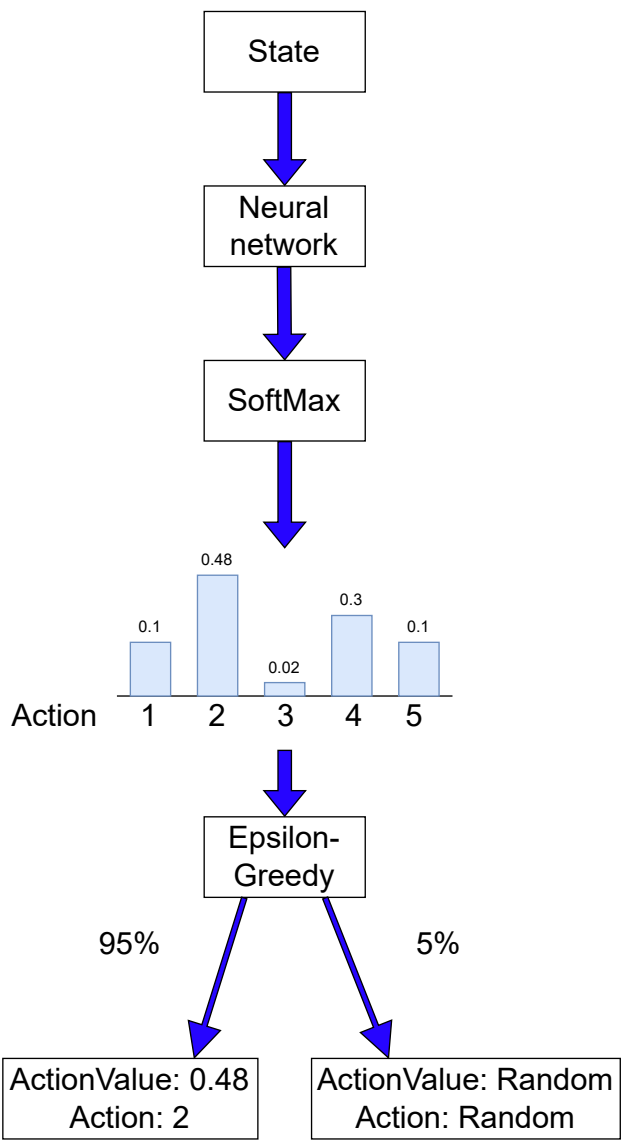 State
Neural
network
SoftMax
0.48
0.3
0.1
0.1
0.02
Action 1 2 3 4 5
Epsilon-
Greedy
95% 5%
ActionValue: 0.48
Action: 2
ActionValue: Random
Action: Random